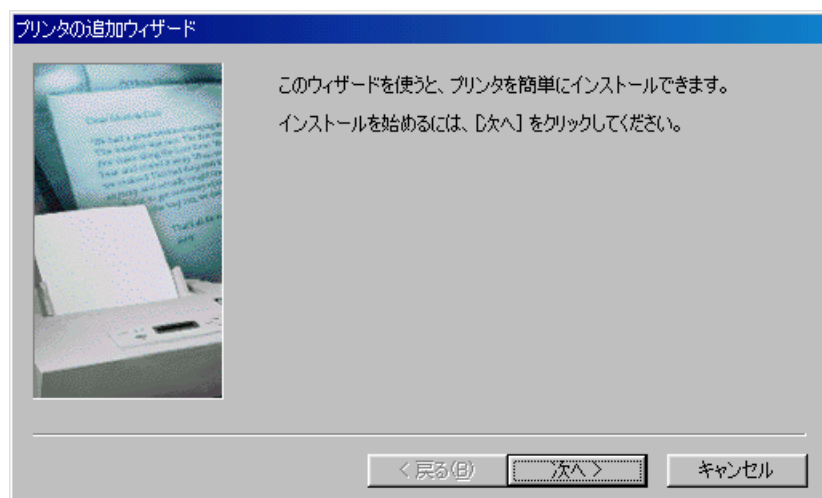 プリンタの追加ウィザード
このウィザードを使うと、プリンタを簡単にインストールできます。
インストールを始めるには、[次へ] をクリックしてください。
< 戻る(B)
次へ >
キャンセル